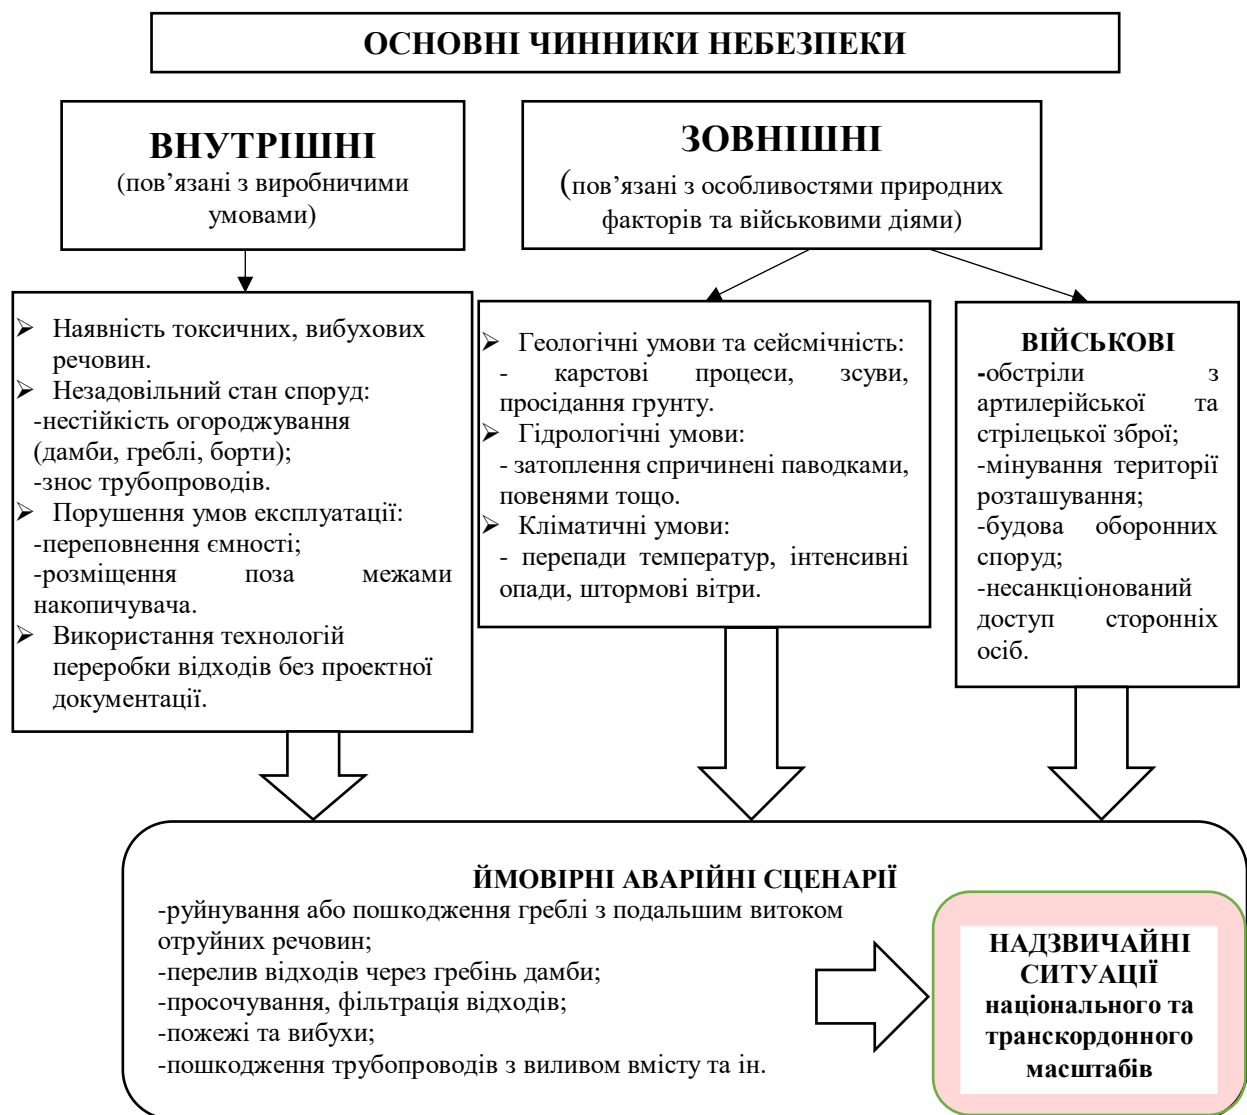 ОСНОВНІ ЧИННИКИ НЕБЕЗПЕКИ
ВНУТРІШНІ
(пов’язані з виробничими
умовами)
ЗОВНІШНІ
(пов’язані з особливостями природних
факторів та військовими діями)
➢ Наявність токсичних, вибухових
речовин.
➢ Незадовільний стан споруд:
-нестійкість огороджування
(дамби, греблі, борти);
-знос трубопроводів.
➢ Порушення умов експлуатації:
-переповнення ємності;
-розміщення поза межами
накопичувача.
➢ Використання технологій
переробки відходів без проектної
документації.
➢ Геологічні умови та сейсмічність:
- карстові процеси, зсуви,
просідання грунту.
➢ Гідрологічні умови:
- затоплення спричинені паводками,
повенями тощо.
➢ Кліматичні умови:
- перепади температур, інтенсивні
опади, штормові вітри.
ВІЙСЬКОВІ
-обстріли з
артилерійської та
стрілецької зброї;
-мінування території
розташування;
-будова оборонних
споруд;
-несанкціонований
доступ сторонніх
осіб.
ЙМОВІРНІ АВАРІЙНІ СЦЕНАРІЇ
-руйнування або пошкодження греблі з подальшим витоком
отруйних речовин;
-перелив відходів через гребінь дамби;
-просочування, фільтрація відходів;
-пожежі та вибухи;
-пошкодження трубопроводів з виливом вмісту та ін.
НАДЗВИЧАЙНІ
СИТУАЦІЇ
національного та
транскордонного
масштабів